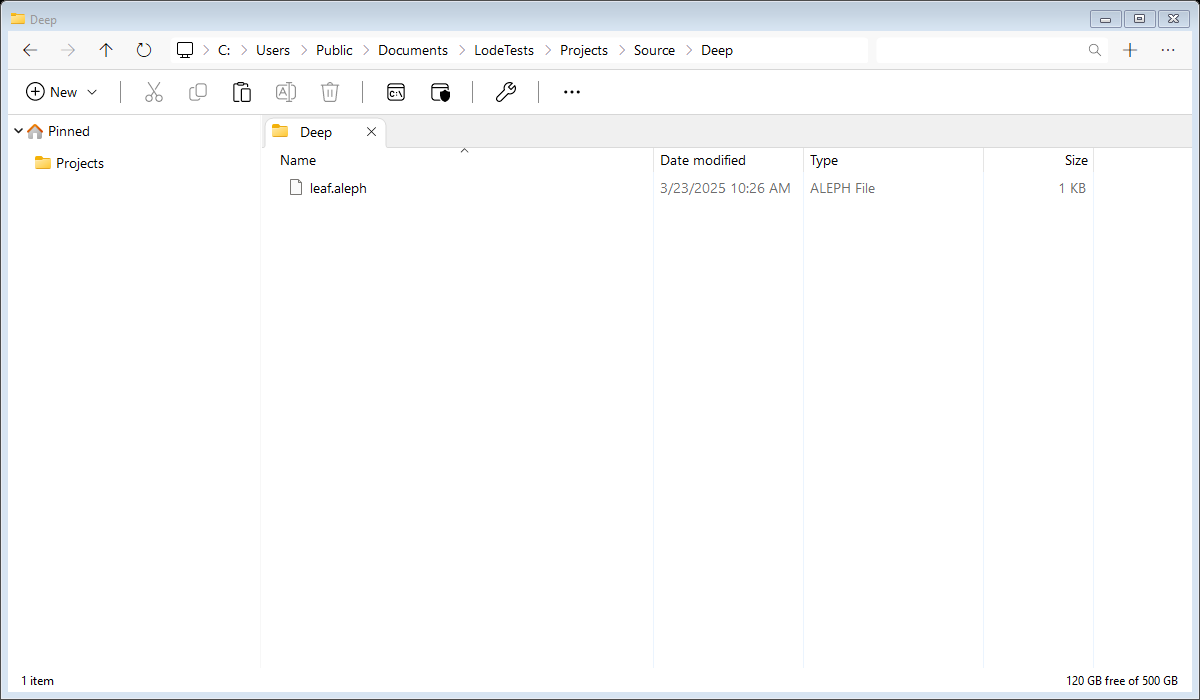 Deep
C: Users Public Documents LodeTests Projects Source Deep
New
Pinned
Projects
Deep
Name Date modified Type Size
leaf.aleph 3/23/2025 10:26 AM ALEPH File 1 KB
1 item
120 GB free of 500 GB